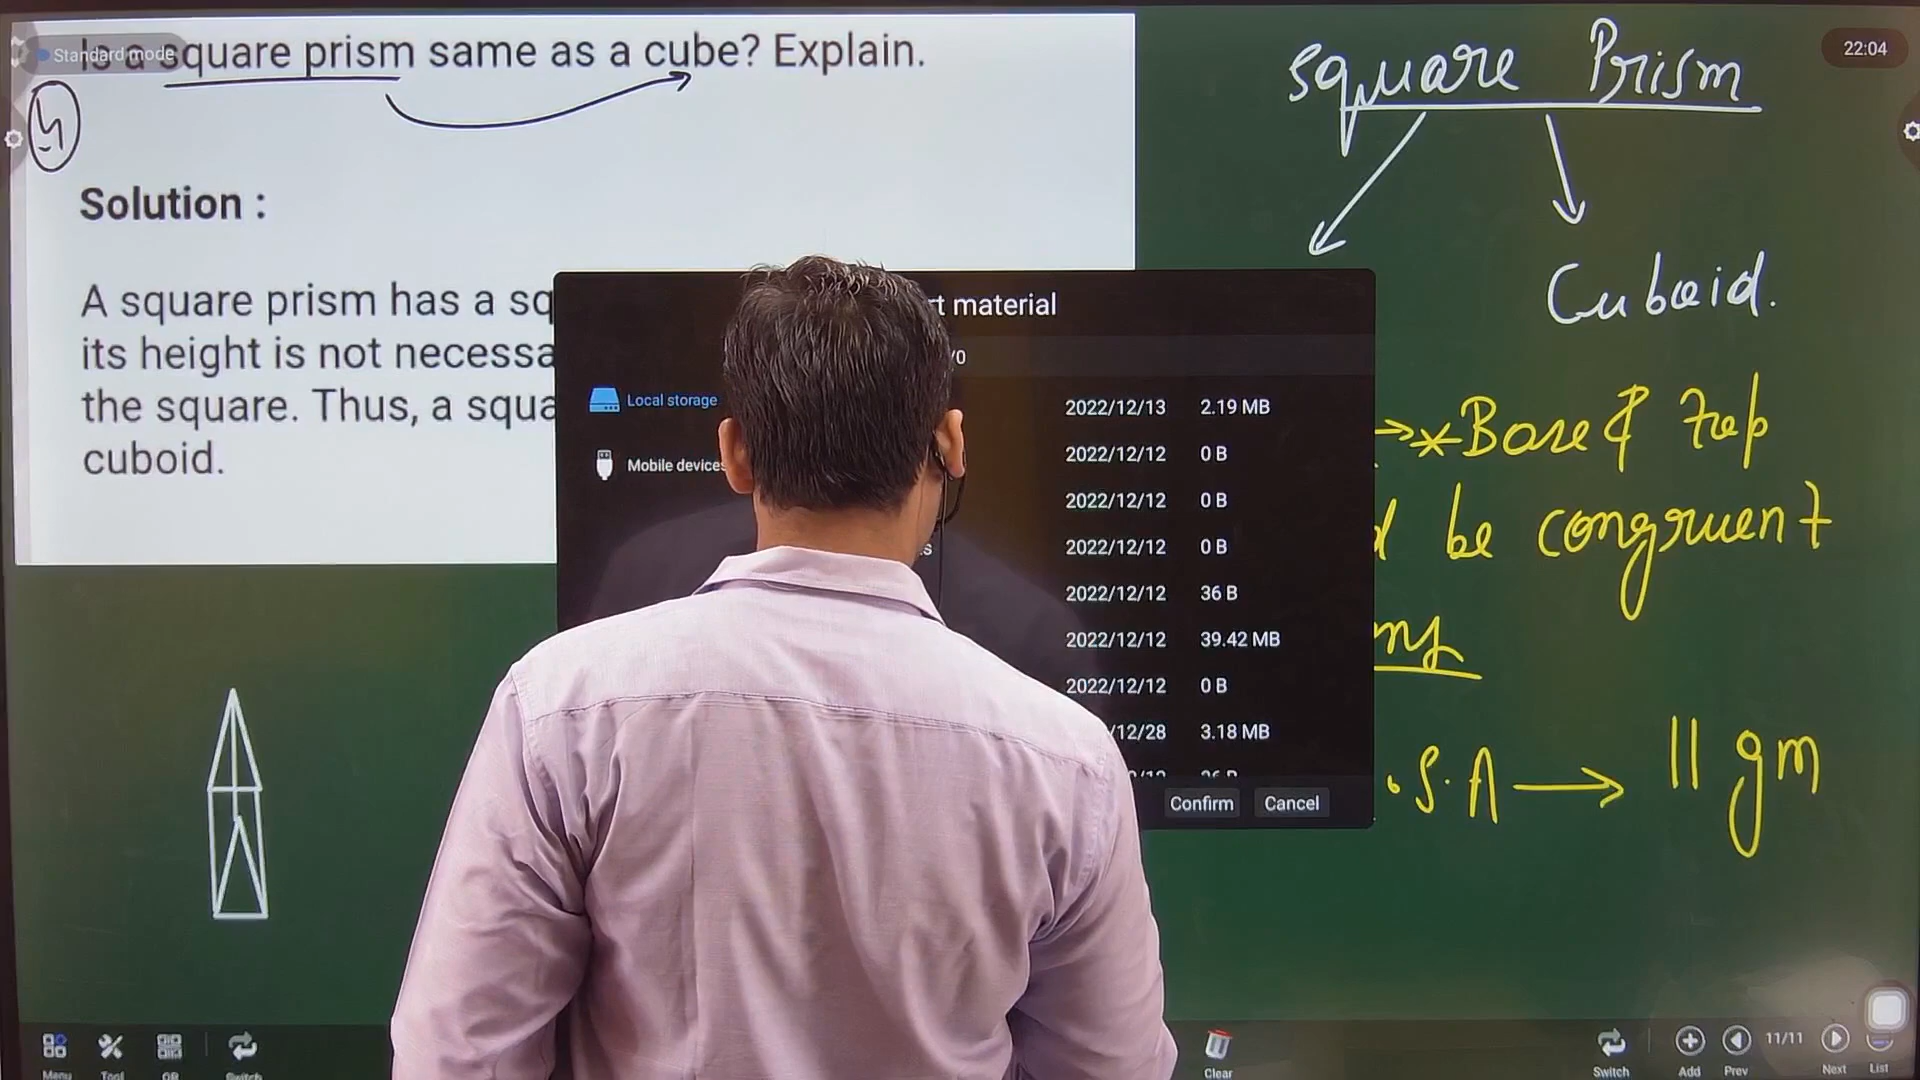 Standard mode
Is a square prism same as a cube? Explain.
Solution :
A square prism has a sq
its height is not necessa
the square. Thus, a squa
cuboid.
square Prism
22:04
Cuboid.
rt material
/0
Local storage
Mobile devices
2022/12/13 2.19 MB
2022/12/12 0 B
2022/12/12 0 B
2022/12/12 0 B
2022/12/12 36 B
2022/12/12 39.42 MB
2022/12/12 0 B
/12/28 3.18 MB
Confirm Cancel
Base & Top
be congruent
.S.A → || gm
Menu Tool QR Switch
Clear
Switch Add Prev 11/11 Next List